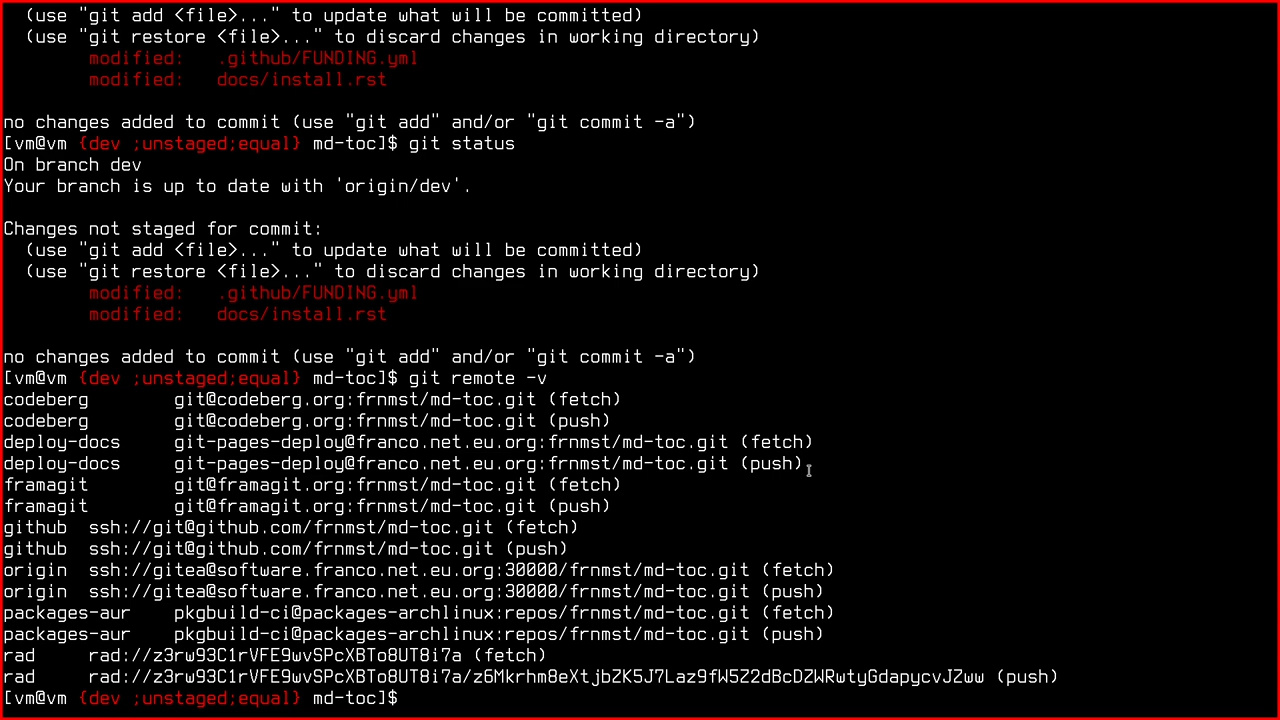 (use "git add <file>..." to update what will be committed)
  (use "git restore <file>..." to discard changes in working directory)
        modified:   .github/FUNDING.yml
        modified:   docs/install.rst
no changes added to commit (use "git add" and/or "git commit -a")
[vm@vm {dev ;unstaged;equal} md-toc]$ git status
On branch dev
Your branch is up to date with 'origin/dev'.
Changes not staged for commit:
  (use "git add <file>..." to update what will be committed)
  (use "git restore <file>..." to discard changes in working directory)
        modified:   .github/FUNDING.yml
        modified:   docs/install.rst
no changes added to commit (use "git add" and/or "git commit -a")
[vm@vm {dev ;unstaged;equal} md-toc]$ git remote -v
codeberg        git@codeberg.org:frnmst/md-toc.git (fetch)
codeberg        git@codeberg.org:frnmst/md-toc.git (push)
deploy-docs     git-pages-deploy@franco.net.eu.org:frnmst/md-toc.git (fetch)
deploy-docs     git-pages-deploy@franco.net.eu.org:frnmst/md-toc.git (push)
framagit        git@framagit.org:frnmst/md-toc.git (fetch)
framagit        git@framagit.org:frnmst/md-toc.git (push)
github  ssh://git@github.com/frnmst/md-toc.git (fetch)
github  ssh://git@github.com/frnmst/md-toc.git (push)
origin  ssh://gitea@software.franco.net.eu.org:30000/frnmst/md-toc.git (fetch)
origin  ssh://gitea@software.franco.net.eu.org:30000/frnmst/md-toc.git (push)
packages-aur    pkgbuild-ci@packages-archlinux:repos/frnmst/md-toc.git (fetch)
packages-aur    pkgbuild-ci@packages-archlinux:repos/frnmst/md-toc.git (push)
rad     rad://z3rw93C1rVFE9wvSPcXBTo8UT8i7a (fetch)
rad     rad://z3rw93C1rVFE9wvSPcXBTo8UT8i7a/z6Mkrhm8eXtjbZK5J7Laz9fW5Z2dBcDZWRwtyGdapycvJZww (push)
[vm@vm {dev ;unstaged;equal} md-toc]$